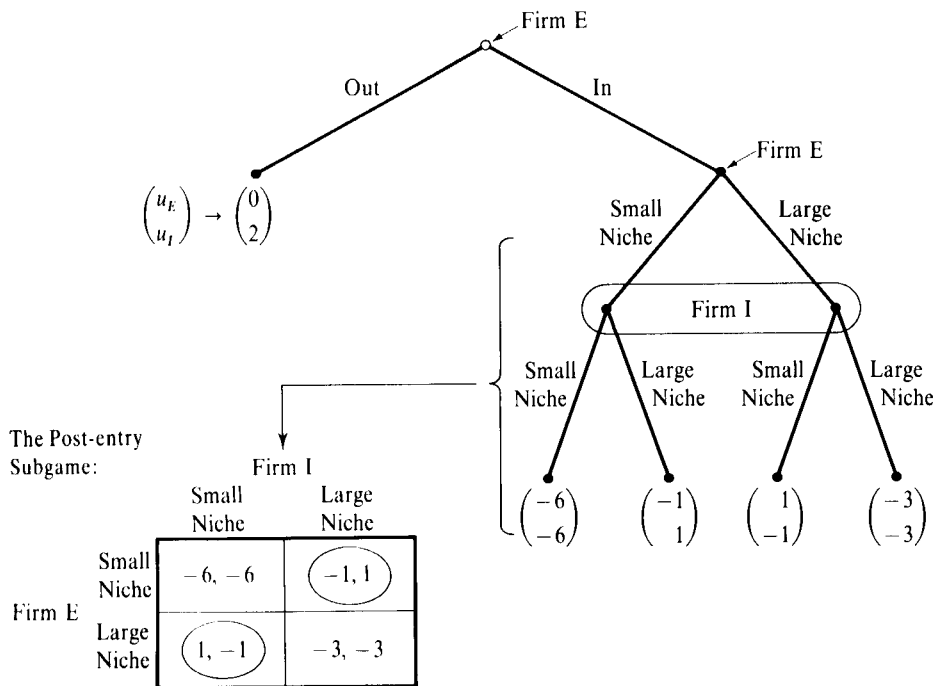 Firm E
Out
In
Firm E
(u_E u_I) → (0 2)
Small Niche
Large Niche
Firm I
Small Niche
Large Niche
Small Niche
Large Niche
(−6 −6)
(−1 1)
(1 −1)
(−3 −3)
The Post-entry
Subgame:
Firm I
Small Niche
Large Niche
Firm E
Small Niche
−6, −6
−1, 1
Large Niche
1, −1
−3, −3